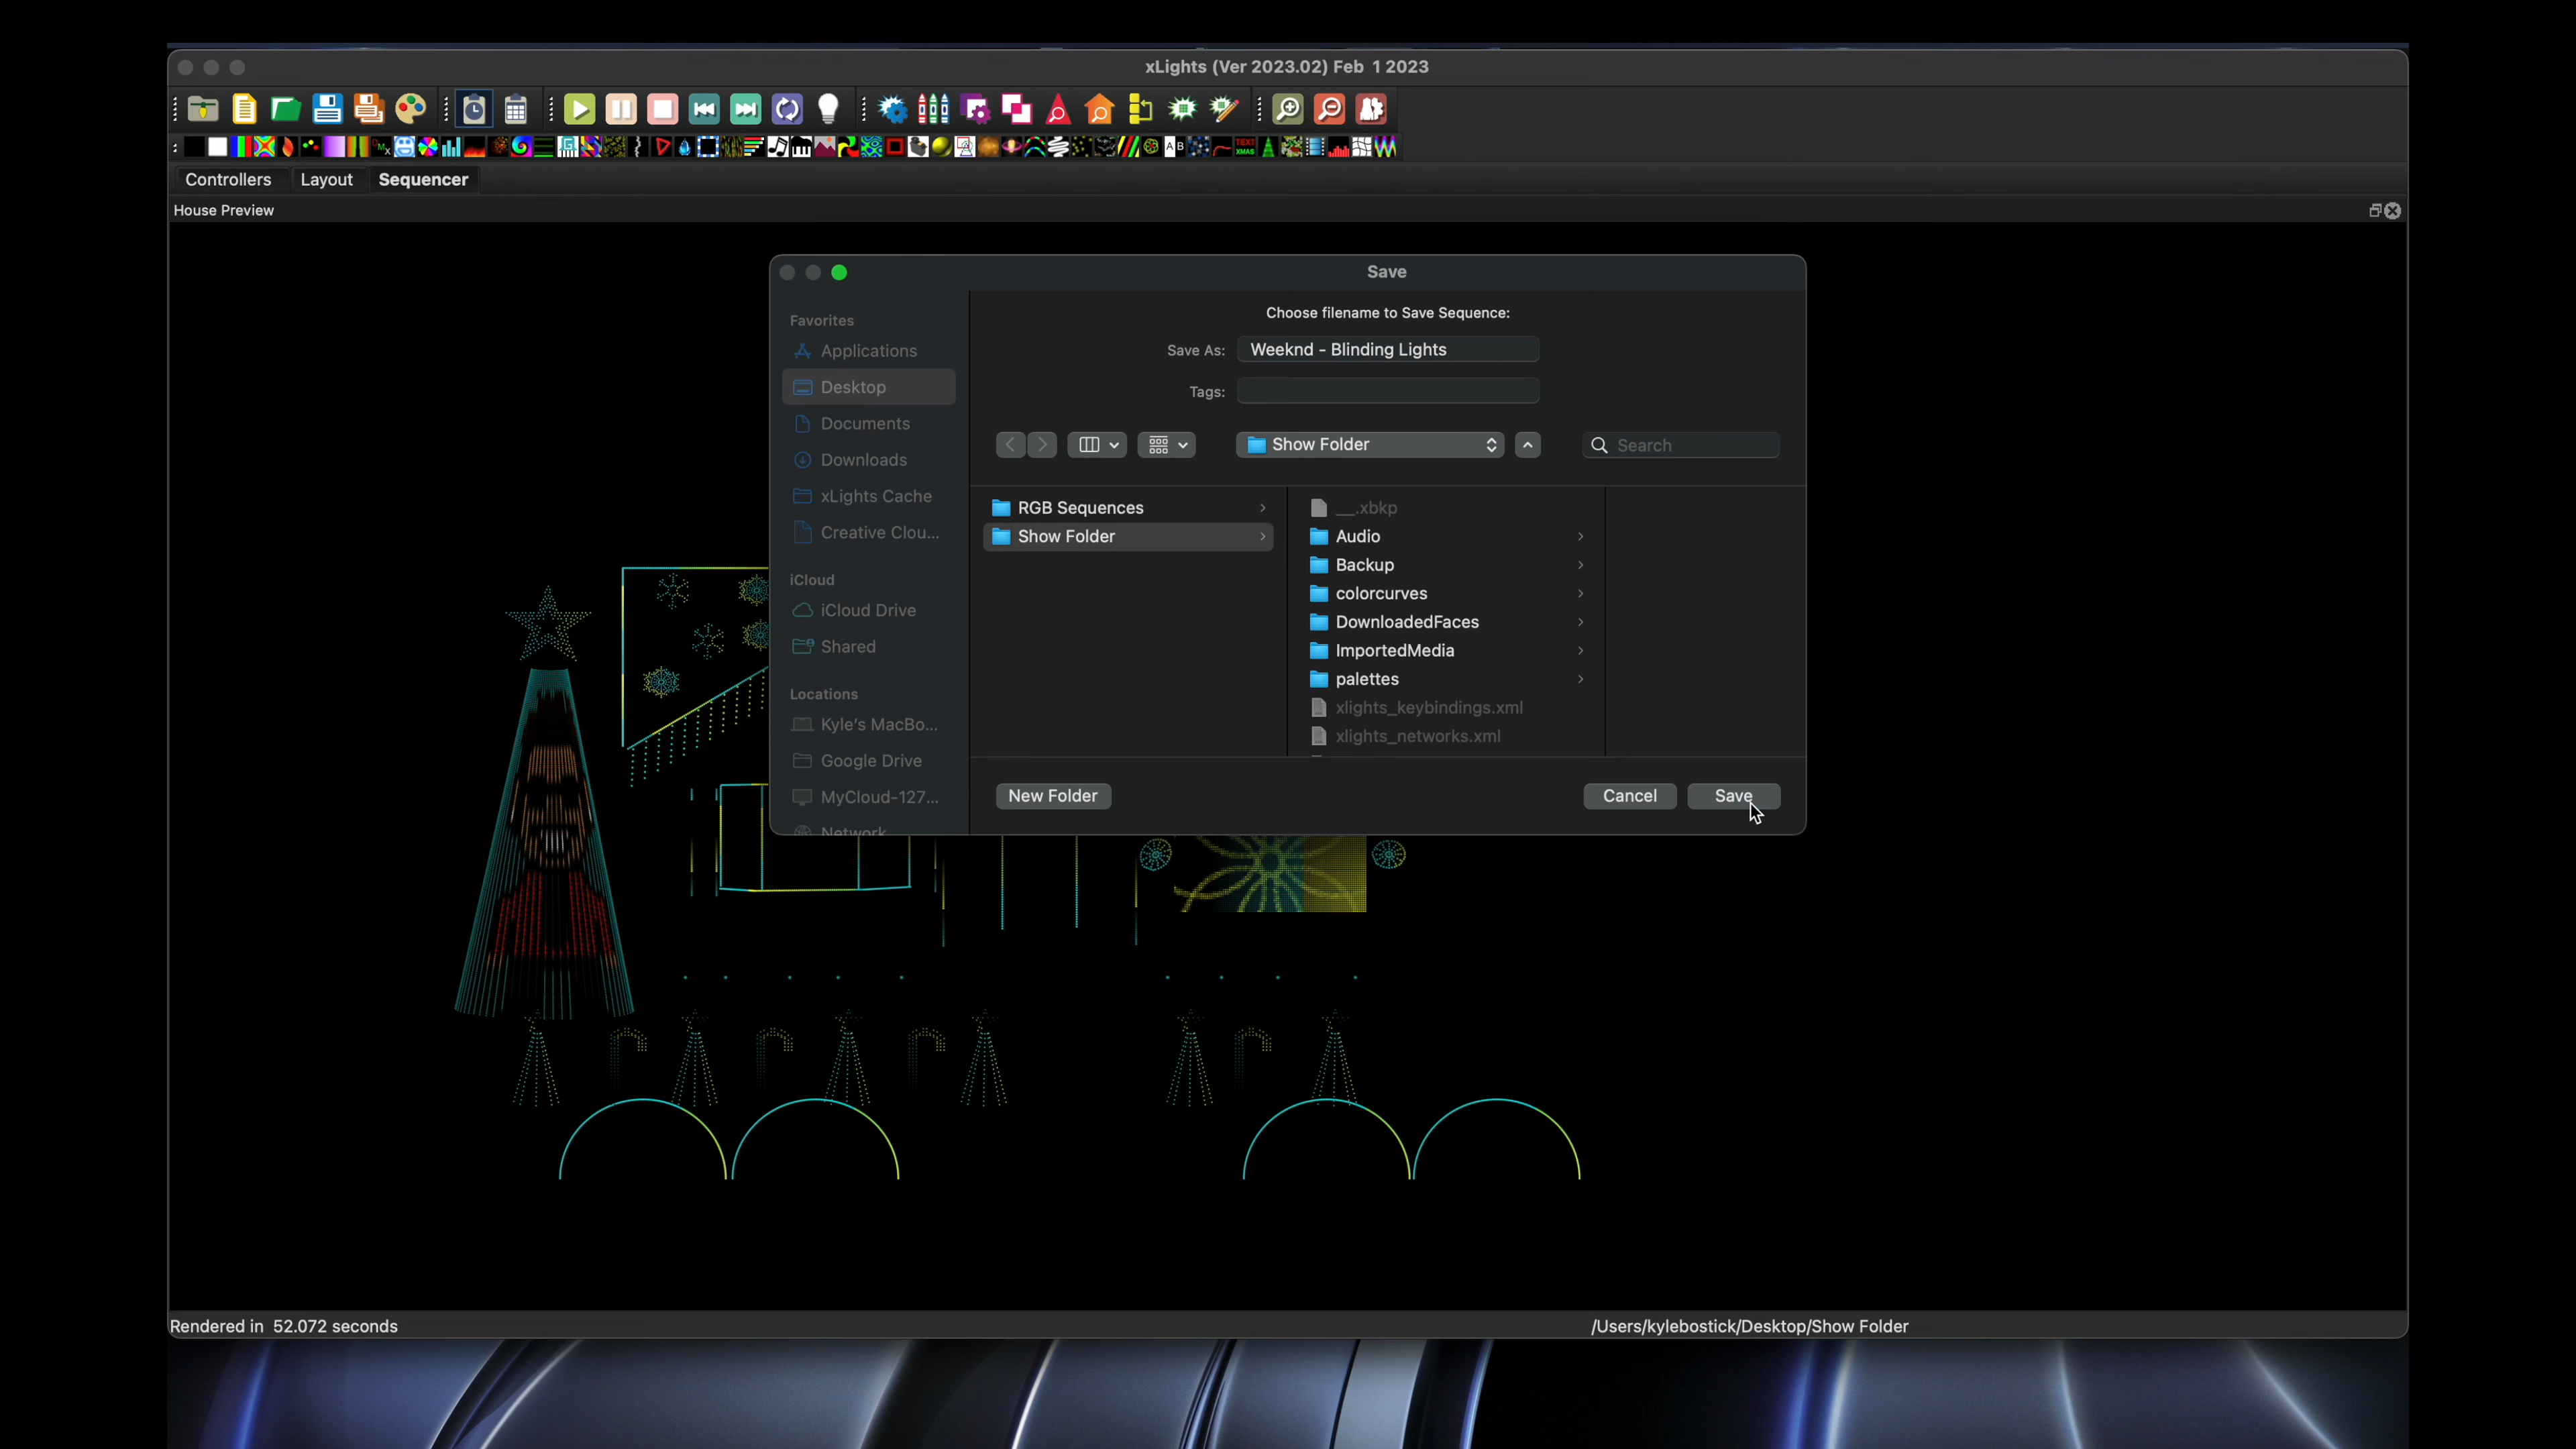 xLights (Ver 2023.02) Feb 1 2023
Controllers
Layout
Sequencer
House Preview
Save
Favorites
Applications
Desktop
Documents
Downloads
xLights Cache
Creative Clou...
iCloud
iCloud Drive
Shared
Locations
Kyle's MacBo...
Google Drive
MyCloud-127...
Network
Choose filename to Save Sequence:
Save As: Weeknd - Blinding Lights
Tags:
Show Folder
Search
RGB Sequences
Show Folder
__.xbkp
Audio
Backup
colorcurves
DownloadedFaces
ImportedMedia
palettes
xlights_keybindings.xml
xlights_networks.xml
New Folder
Cancel
Save
Rendered in 52.072 seconds
/Users/kylebostick/Desktop/Show Folder